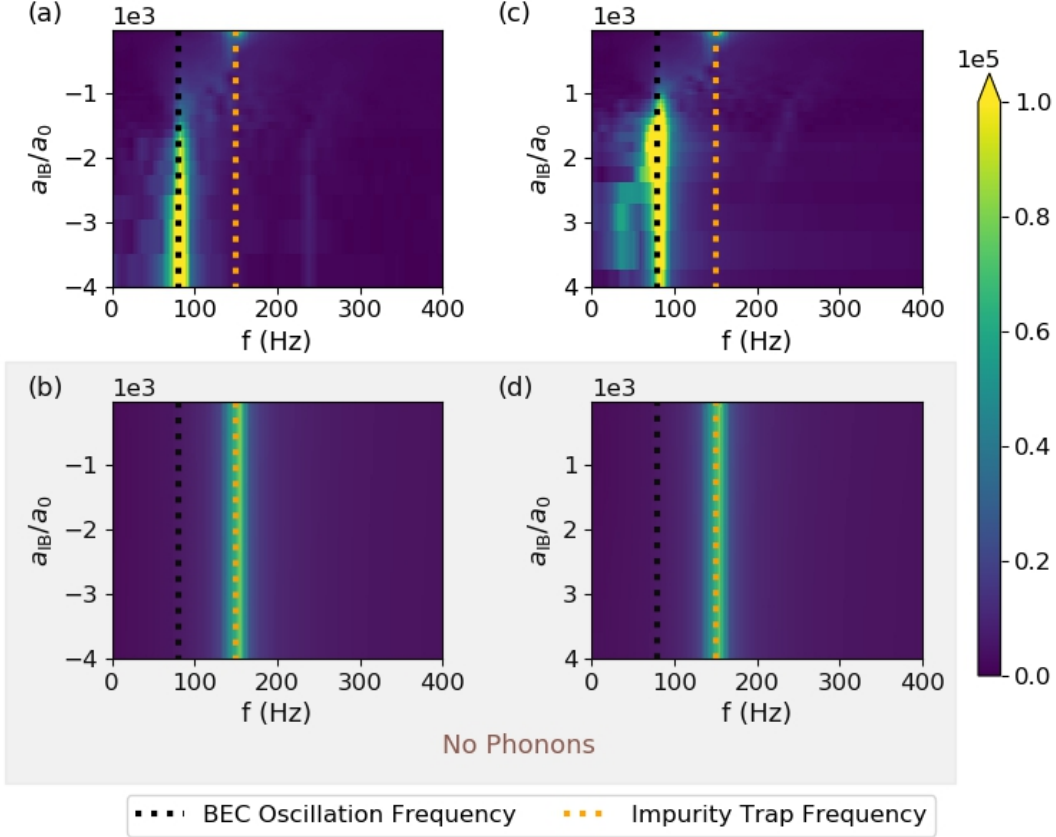 (a)
1e3
−1
−2
−3
−4
a_IB/a_0
0 100 200 300 400
f (Hz)
(c)
1e3
1
2
3
4
a_IB/a_0
0 100 200 300 400
f (Hz)
1e5
1.0
0.8
0.6
0.4
0.2
0.0
(b)
1e3
−1
−2
−3
−4
a_IB/a_0
0 100 200 300 400
f (Hz)
(d)
1e3
1
2
3
4
a_IB/a_0
0 100 200 300 400
f (Hz)
No Phonons
BEC Oscillation Frequency
Impurity Trap Frequency